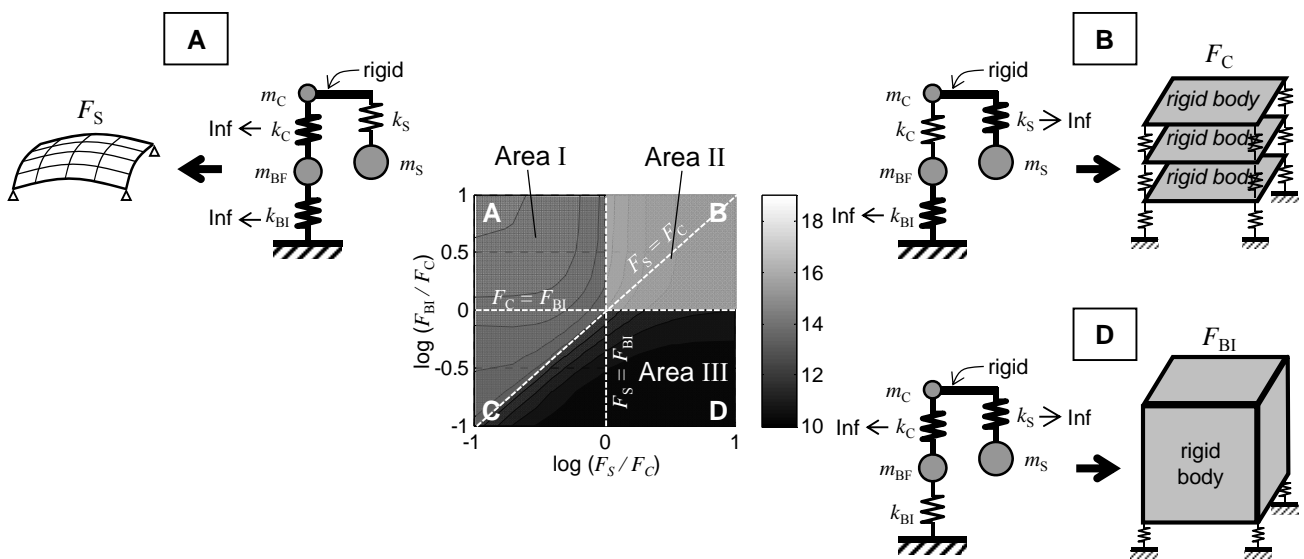 A
rigid
m_C
F_S
Inf
k_C
k_S
m_BF
m_S
Inf
k_BI
Area I
Area II
1
0.5
0
-0.5
-1
log (F_BI / F_C)
A
B
F_S = F_C
F_C = F_BI
F_S = F_BI
Area III
C
D
-1
0
1
log (F_S / F_C)
18
16
14
12
10
B
rigid
m_C
k_C
k_S
Inf
m_BF
m_S
Inf
k_BI
F_C
rigid body
rigid body
rigid body
D
rigid
m_C
Inf
k_C
k_S
Inf
m_BF
m_S
k_BI
F_BI
rigid
body